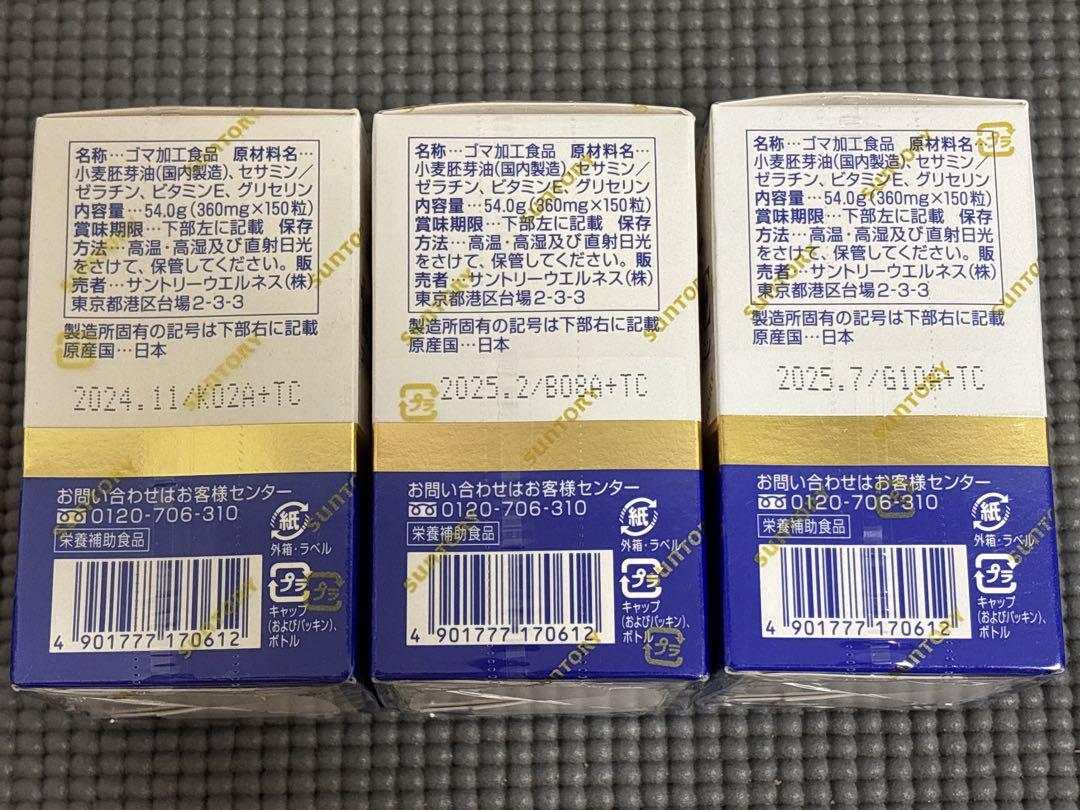 名称…ゴマ加工食品 原材料名…
小麦胚芽油(国内製造)、セサミン/
ゼラチン、ビタミンE、グリセリン
内容量…54.0g(360mg×150粒)
賞味期限…下部左に記載 保存
方法…高温・高湿及び直射日光
をさけて、保管してください。販
売者…サントリーウエルネス(株)
東京都港区台場2-3-3
製造所固有の記号は下部右に記載
原産国…日本
2024.11/K02A+TC
お問い合わせはお客様センター
0120-706-310
栄養補助食品
紙
外箱・ラベル
プラ
キャップ
(およびパッキン)、
ボトル
4 901777 170612
名称…ゴマ加工食品 原材料名…
小麦胚芽油(国内製造)、セサミン/
ゼラチン、ビタミンE、グリセリン
内容量…54.0g(360mg×150粒)
賞味期限…下部左に記載 保存
方法…高温・高湿及び直射日光
をさけて、保管してください。販
売者…サントリーウエルネス(株)
東京都港区台場2-3-3
製造所固有の記号は下部右に記載
原産国…日本
プラ
2025.2/B08A+TC
お問い合わせはお客様センター
0120-706-310
栄養補助食品
紙
外箱・ラベル
プラ
キャップ
(およびパッキン)、
ボトル
4 901777 170612
プラ
名称…ゴマ加工食品 原材料名…
小麦胚芽油(国内製造)、セサミン/
ゼラチン、ビタミンE、グリセリン
内容量…54.0g(360mg×150粒)
賞味期限…下部左に記載 保存
方法…高温・高湿及び直射日光
をさけて、保管してください。販
売者…サントリーウエルネス(株)
東京都港区台場2-3-3
プラ
製造所固有の記号は下部右に記載
原産国…日本
2025.7/G10A+TC
お問い合わせはお客様センター
0120-706-310
栄養補助食品
紙
外箱・ラベル
プラ
キャップ
(およびパッキン)、
ボトル
4 901777 170612
SUNTORY
SUNTORY
SUNTORY
SUNTORY
SUNTORY
SUNTORY
SUNTORY
SUNTORY
SUNTORY